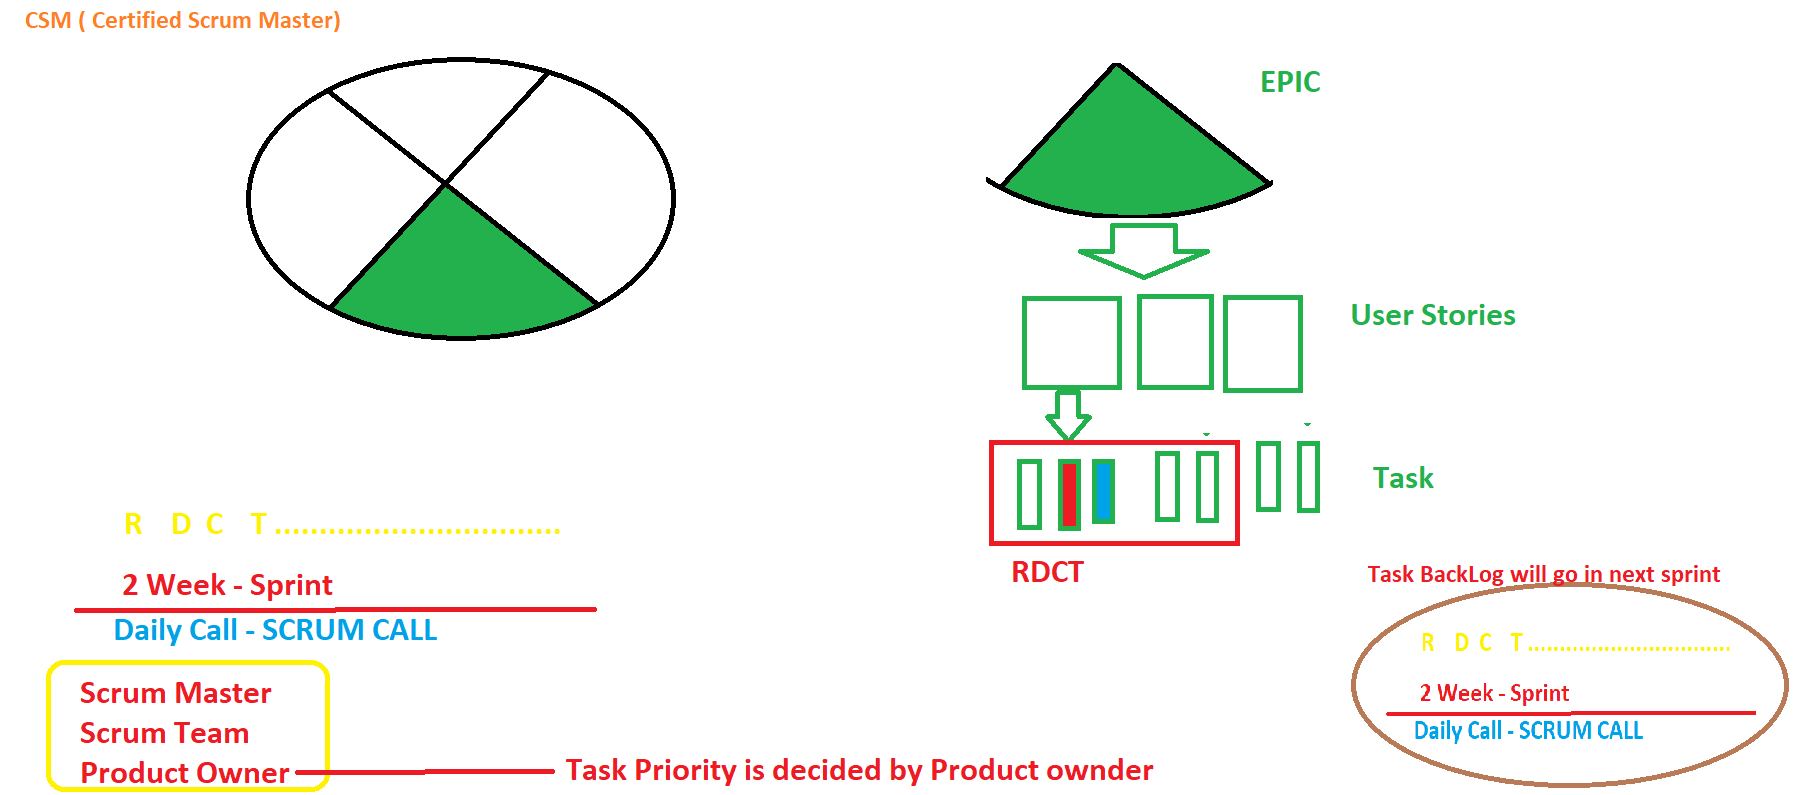 CSM ( Certified Scrum Master)
EPIC
User Stories
Task
RDCT
R D C T................................
2 Week - Sprint
Daily Call - SCRUM CALL
Scrum Master
Scrum Team
Product Owner
Task Priority is decided by Product ownder
Task BackLog will go in next sprint
R D C T................................
2 Week - Sprint
Daily Call - SCRUM CALL